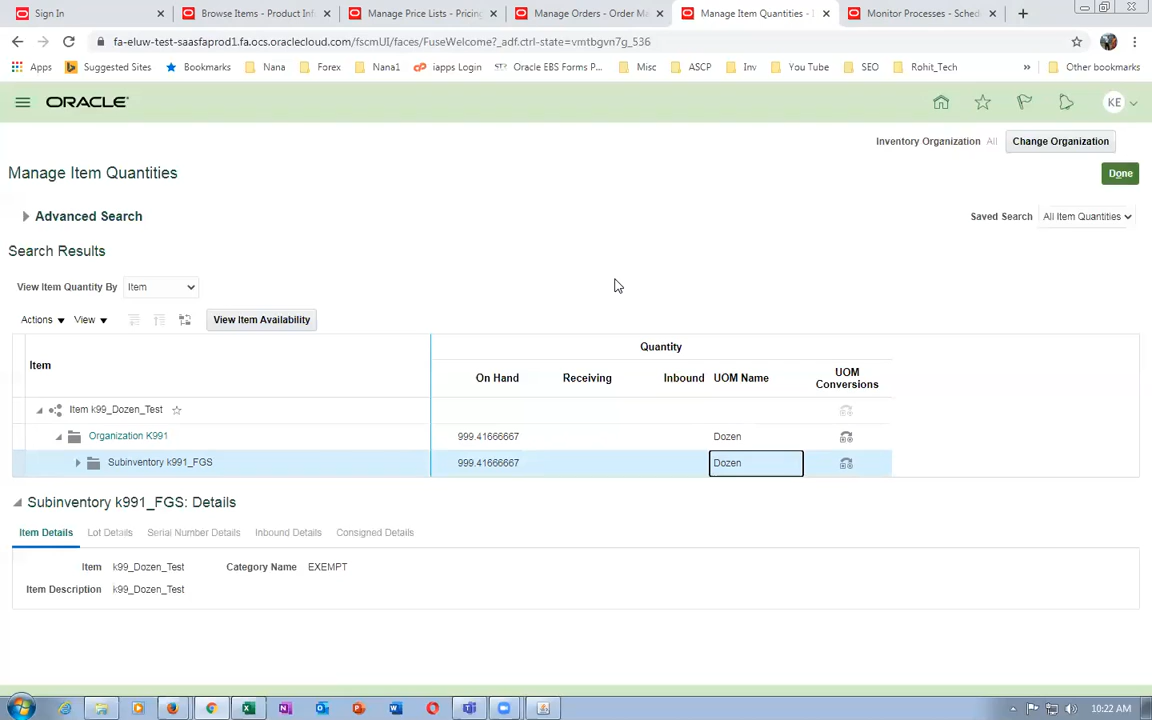 Sign In
Browse Items - Product Inf
Manage Price Lists - Pricing
Manage Orders - Order Ma
Manage Item Quantities -
Monitor Processes - Sched
fa-eluw-test-saasfaprod1.fa.ocs.oraclecloud.com/fscmUI/faces/FuseWelcome?_adf.ctrl-state=vmtbgvn7g_536
Apps Suggested Sites Bookmarks Nana Forex Nana1 iapps Login Oracle EBS Forms P... Misc ASCP Inv You Tube SEO Rohit_Tech » Other bookmarks
ORACLE KE
Inventory Organization All Change Organization
Manage Item Quantities Done
Advanced Search Saved Search All Item Quantities
Search Results
View Item Quantity By Item
Actions View View Item Availability
Quantity
Item On Hand Receiving Inbound UOM Name UOM Conversions
Item k99_Dozen_Test
Organization K991 999.41666667 Dozen
Subinventory k991_FGS 999.41666667 Dozen
Subinventory k991_FGS: Details
Item Details Lot Details Serial Number Details Inbound Details Consigned Details
Item k99_Dozen_Test Category Name EXEMPT
Item Description k99_Dozen_Test
10:22 AM